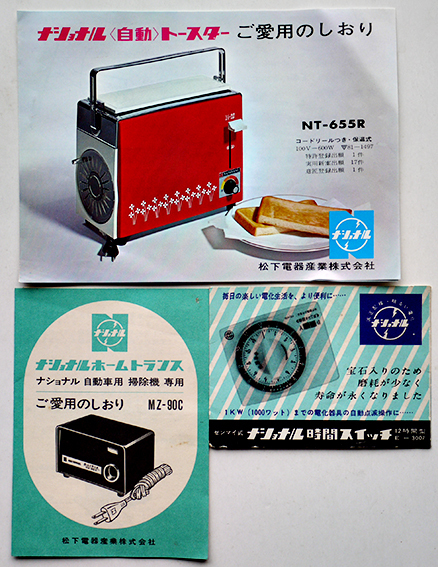 ナショナル〈自動〉トースター ご愛用のしおり
NT-655R
コードリールつき・保温式
100V-600W ▽81-1497
特許登録出願 1件
実用新案出願 17件
意匠登録出願 1件
ナショナル
松下電器産業株式会社
ナショナル
ナショナルホームトランス
ナショナル 自動車用 掃除機 専用
ご愛用のしおり MZ-90C
松下電器産業株式会社
毎日の楽しい電化生活を、より便利に……
ナショナル
宝石入りのため
磨耗が少なく
寿命が永くなりました
1KW (1000ワット) までの電化器具の自動点滅操作に……
ゼンマイ式 ナショナル時間スイッチ 12時間型